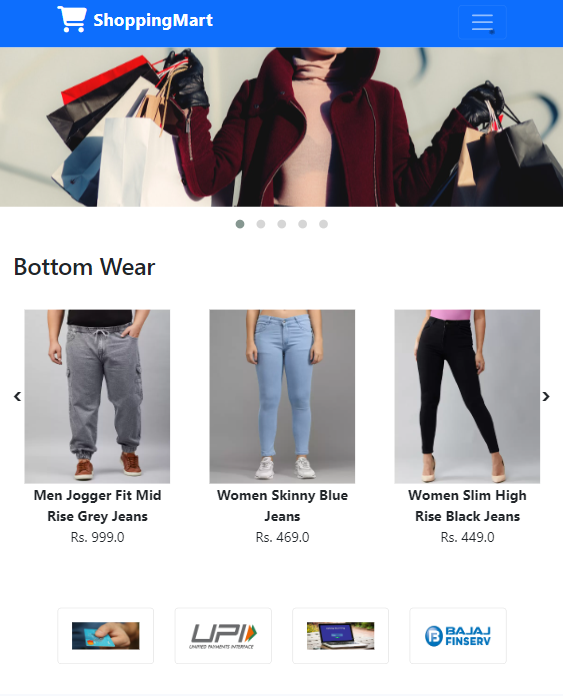 ShoppingMart
Bottom Wear
Men Jogger Fit Mid
Rise Grey Jeans
Rs. 999.0
Women Skinny Blue
Jeans
Rs. 469.0
Women Slim High
Rise Black Jeans
Rs. 449.0
UPI
UNIFIED PAYMENTS INTERFACE
BAJAJ
FINSERV